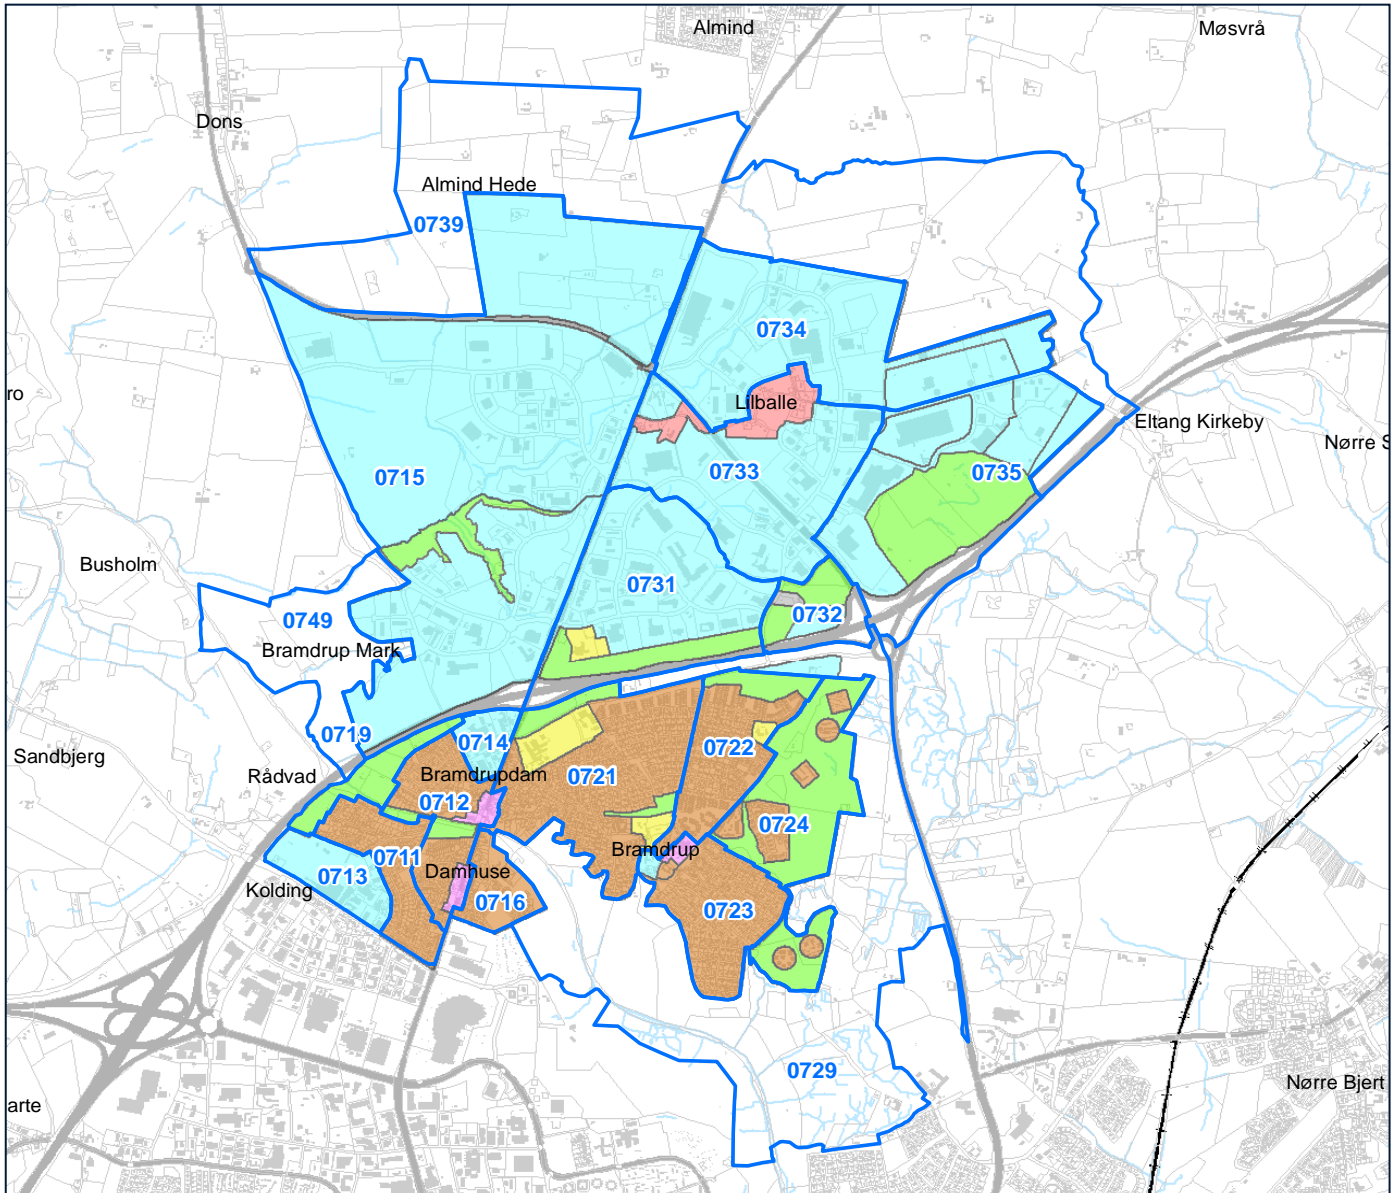 Almind
Møsvrå
Dons
Almind Hede
0739
0734
ro
Lilballe
Eltang Kirkeby
Nørre S
0715
0733
0735
Busholm
0731
0749
0732
Bramdrup Mark
0719
0714
0722
Sandbjerg
Rådvad
Bramdrupdam
0721
0712
0724
Bramdrup
0711
Damhuse
0713
Kolding
0716
0723
0729
Nørre Bjert
arte